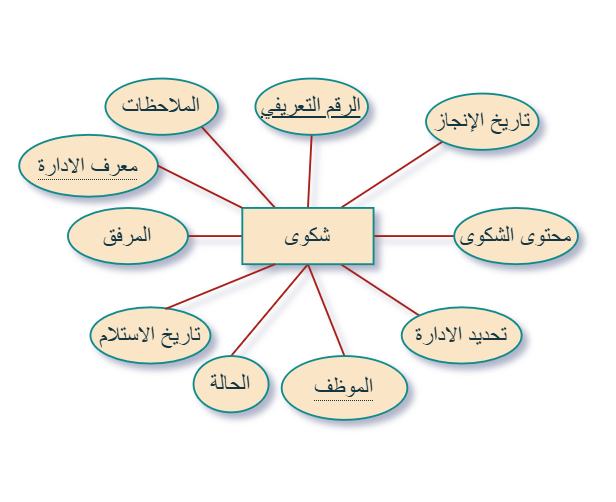 الملاحظات
الرقم التعريفي
تاريخ الإنجاز
معرف الادارة
المرفق
شكوى
محتوى الشكوى
تاريخ الاستلام
تحديد الادارة
الحالة
الموظف